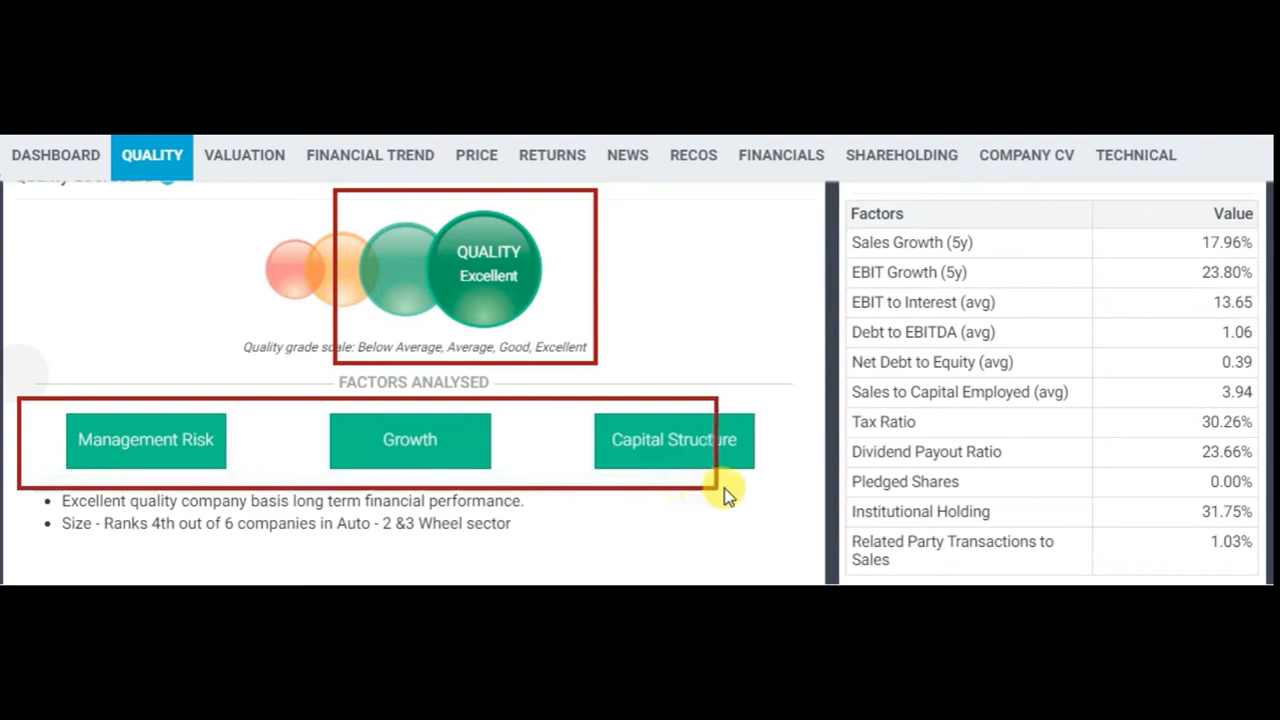 DASHBOARD QUALITY VALUATION FINANCIAL TREND PRICE RETURNS NEWS RECOS FINANCIALS SHAREHOLDING COMPANY CV TECHNICAL
QUALITY
Excellent
Quality grade scale: Below Average, Average, Good, Excellent
FACTORS ANALYSED
Management Risk Growth Capital Structure
• Excellent quality company basis long term financial performance.
• Size - Ranks 4th out of 6 companies in Auto - 2 &3 Wheel sector
Factors Value
Sales Growth (5y) 17.96%
EBIT Growth (5y) 23.80%
EBIT to Interest (avg) 13.65
Debt to EBITDA (avg) 1.06
Net Debt to Equity (avg) 0.39
Sales to Capital Employed (avg) 3.94
Tax Ratio 30.26%
Dividend Payout Ratio 23.66%
Pledged Shares 0.00%
Institutional Holding 31.75%
Related Party Transactions to 1.03%
Sales